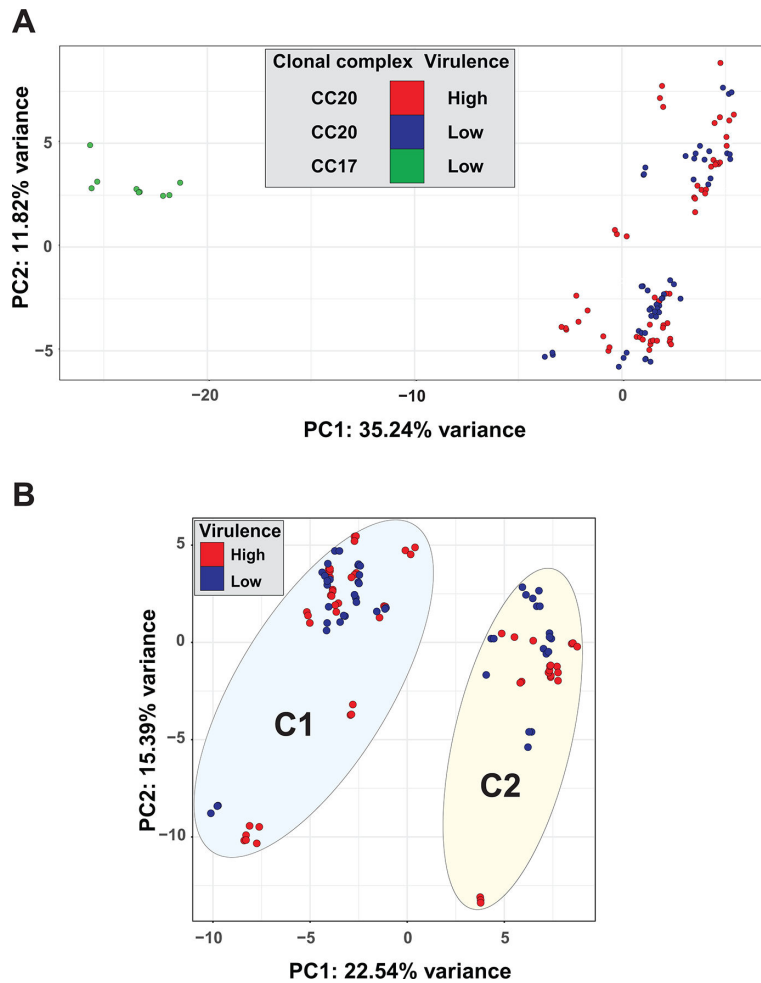 A
Clonal complex Virulence
CC20 High
CC20 Low
CC17 Low
5
0
−5
PC2: 11.82% variance
−20 −10 0
PC1: 35.24% variance
B
Virulence
High
Low
5
0
−5
−10
PC2: 15.39% variance
C1
C2
−10 −5 0 5
PC1: 22.54% variance